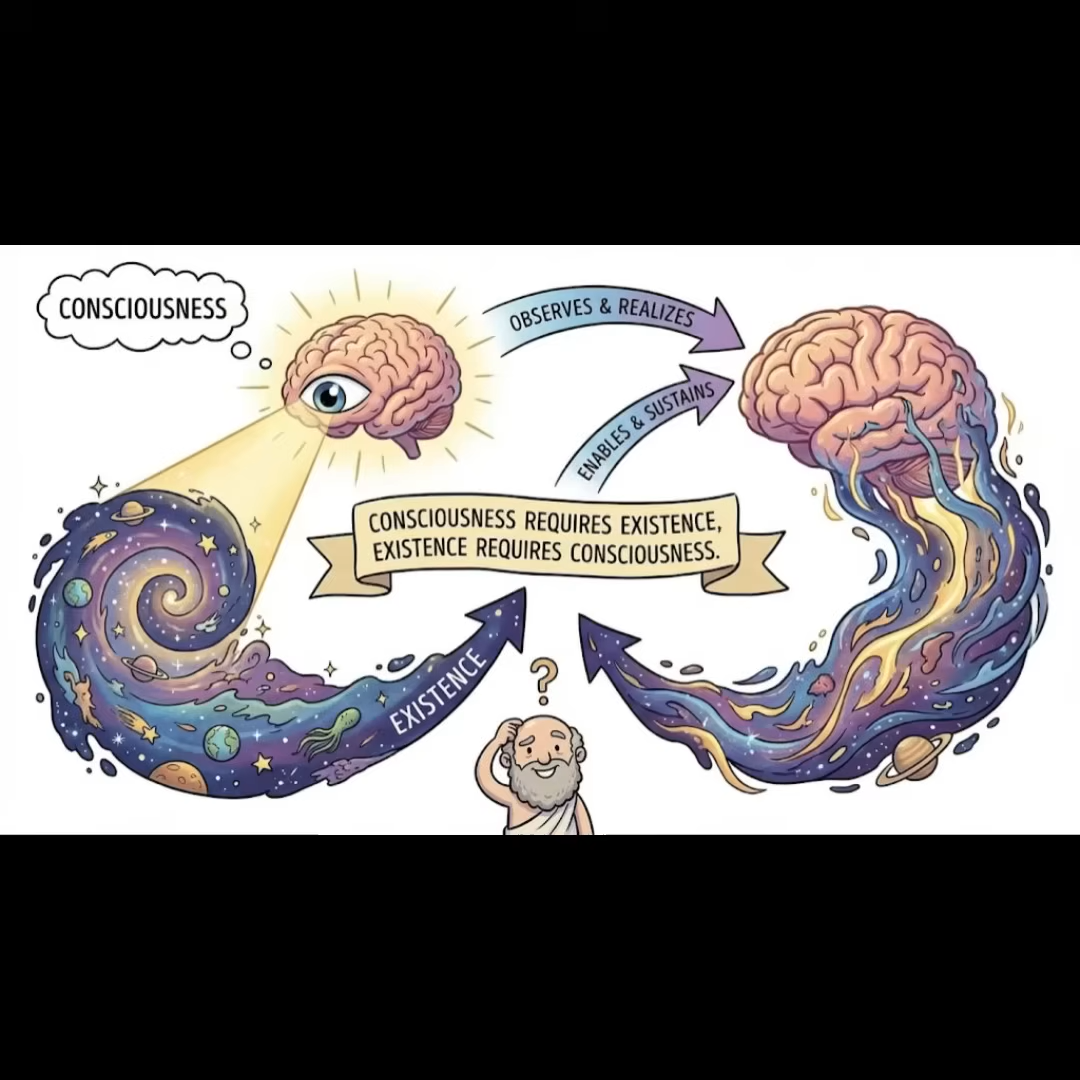 CONSCIOUSNESS
OBSERVES & REALIZES
ENABLES & SUSTAINS
CONSCIOUSNESS REQUIRES EXISTENCE,
EXISTENCE REQUIRES CONSCIOUSNESS.
EXISTENCE
?